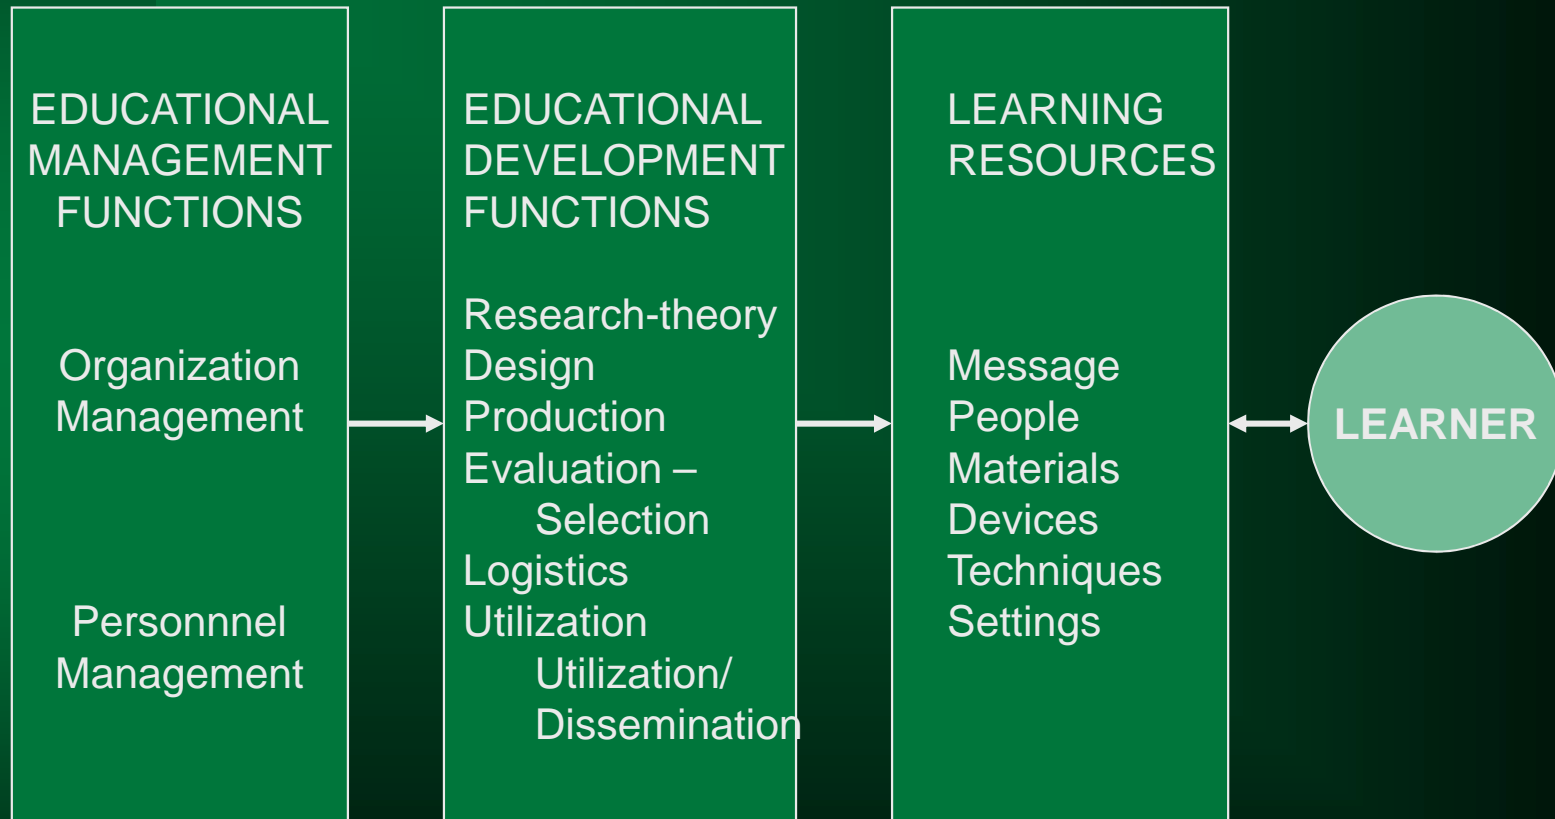 EDUCATIONAL
MANAGEMENT
FUNCTIONS
Organization
Management
Personnnel
Management
EDUCATIONAL
DEVELOPMENT
FUNCTIONS
Research-theory
Design
Production
Evaluation –
Selection
Logistics
Utilization
Utilization/
Dissemination
LEARNING
RESOURCES
Message
People
Materials
Devices
Techniques
Settings
LEARNER